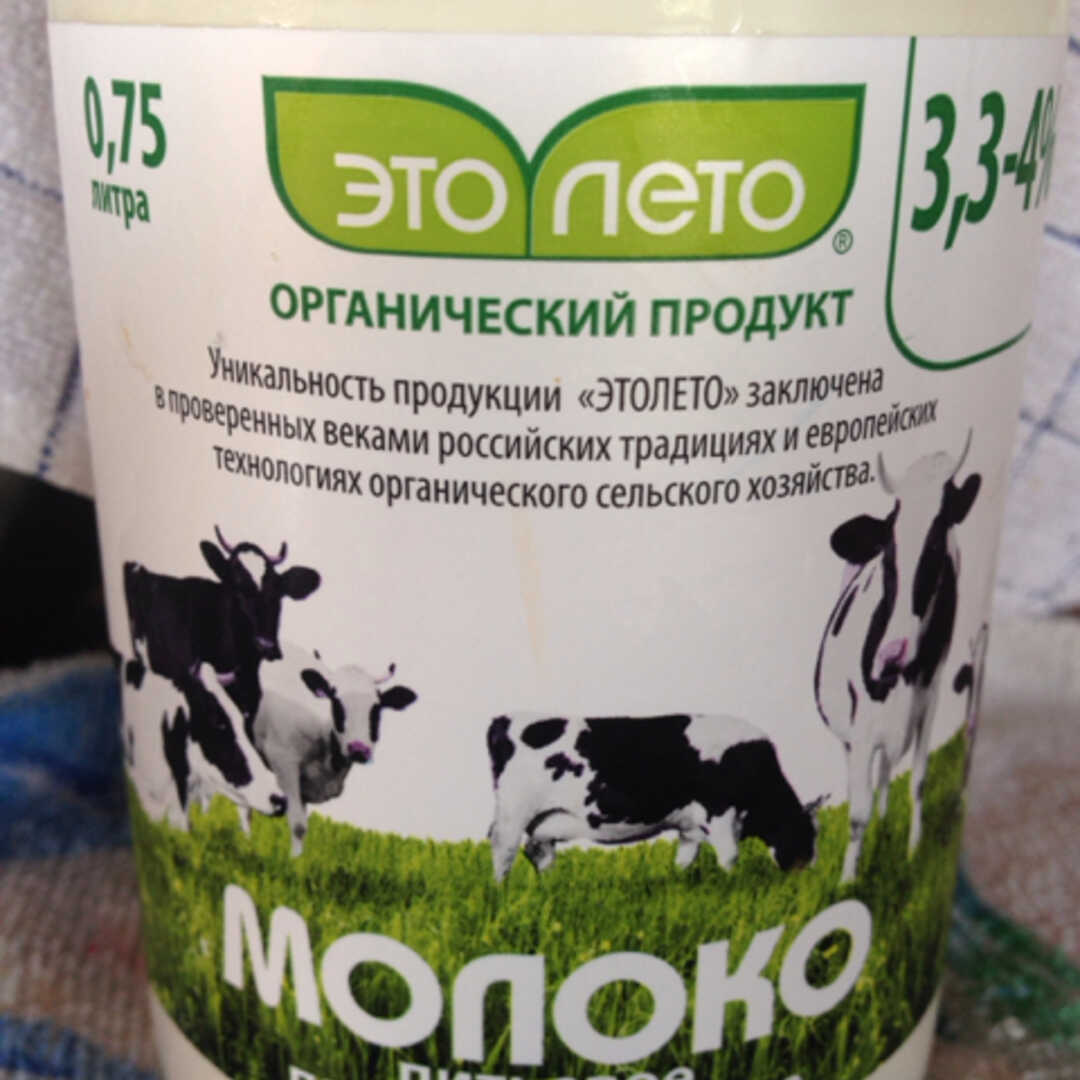 0,75
литра
ЭТО лето
®
3,3-4%
ОРГАНИЧЕСКИЙ ПРОДУКТ
Уникальность продукции «ЭТОЛЕТО» заключена
в проверенных веками российских традициях и европейских
технологиях органического сельского хозяйства.
МОЛОКО